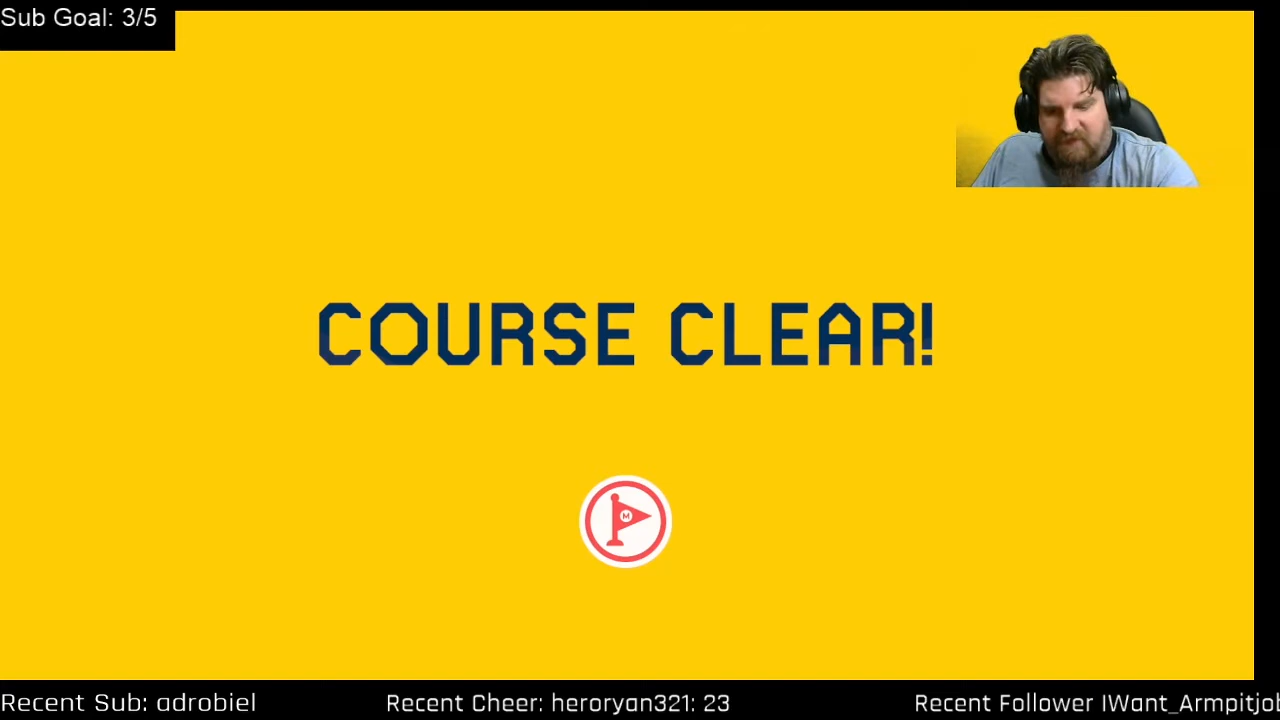 Sub Goal: 3/5
COURSE CLEAR!
M
Recent Sub: adrobiel
Recent Cheer: heroryan321: 23
Recent Follower IWant_Armpitjob